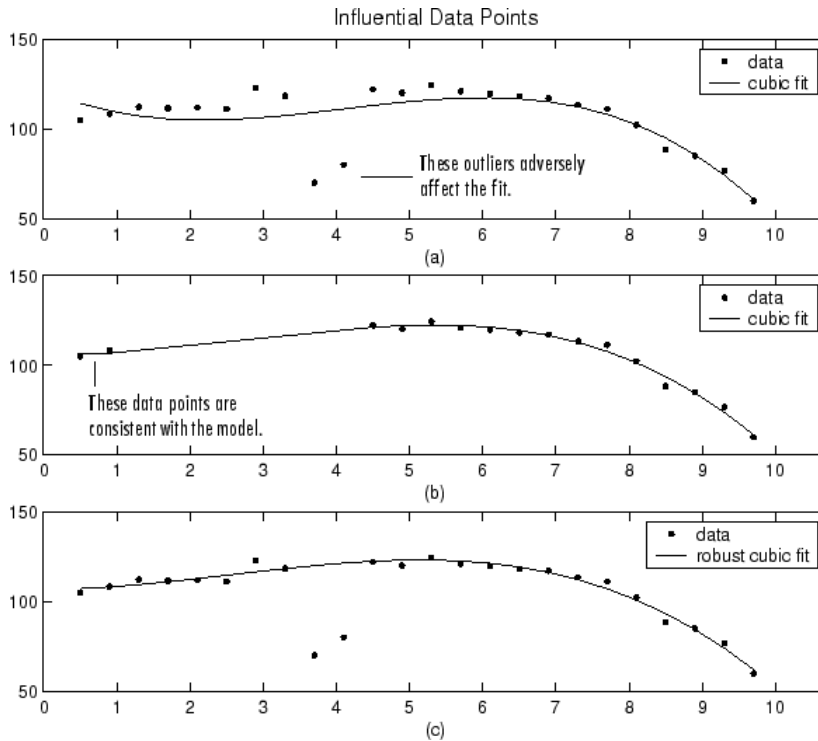 Influential Data Points
150
100
50
data
cubic fit
These outliers adversely
affect the fit.
0 1 2 3 4 5 6 7 8 9 10
(a)
150
100
50
data
cubic fit
These data points are
consistent with the model.
0 1 2 3 4 5 6 7 8 9 10
(b)
150
100
50
data
robust cubic fit
0 1 2 3 4 5 6 7 8 9 10
(c)